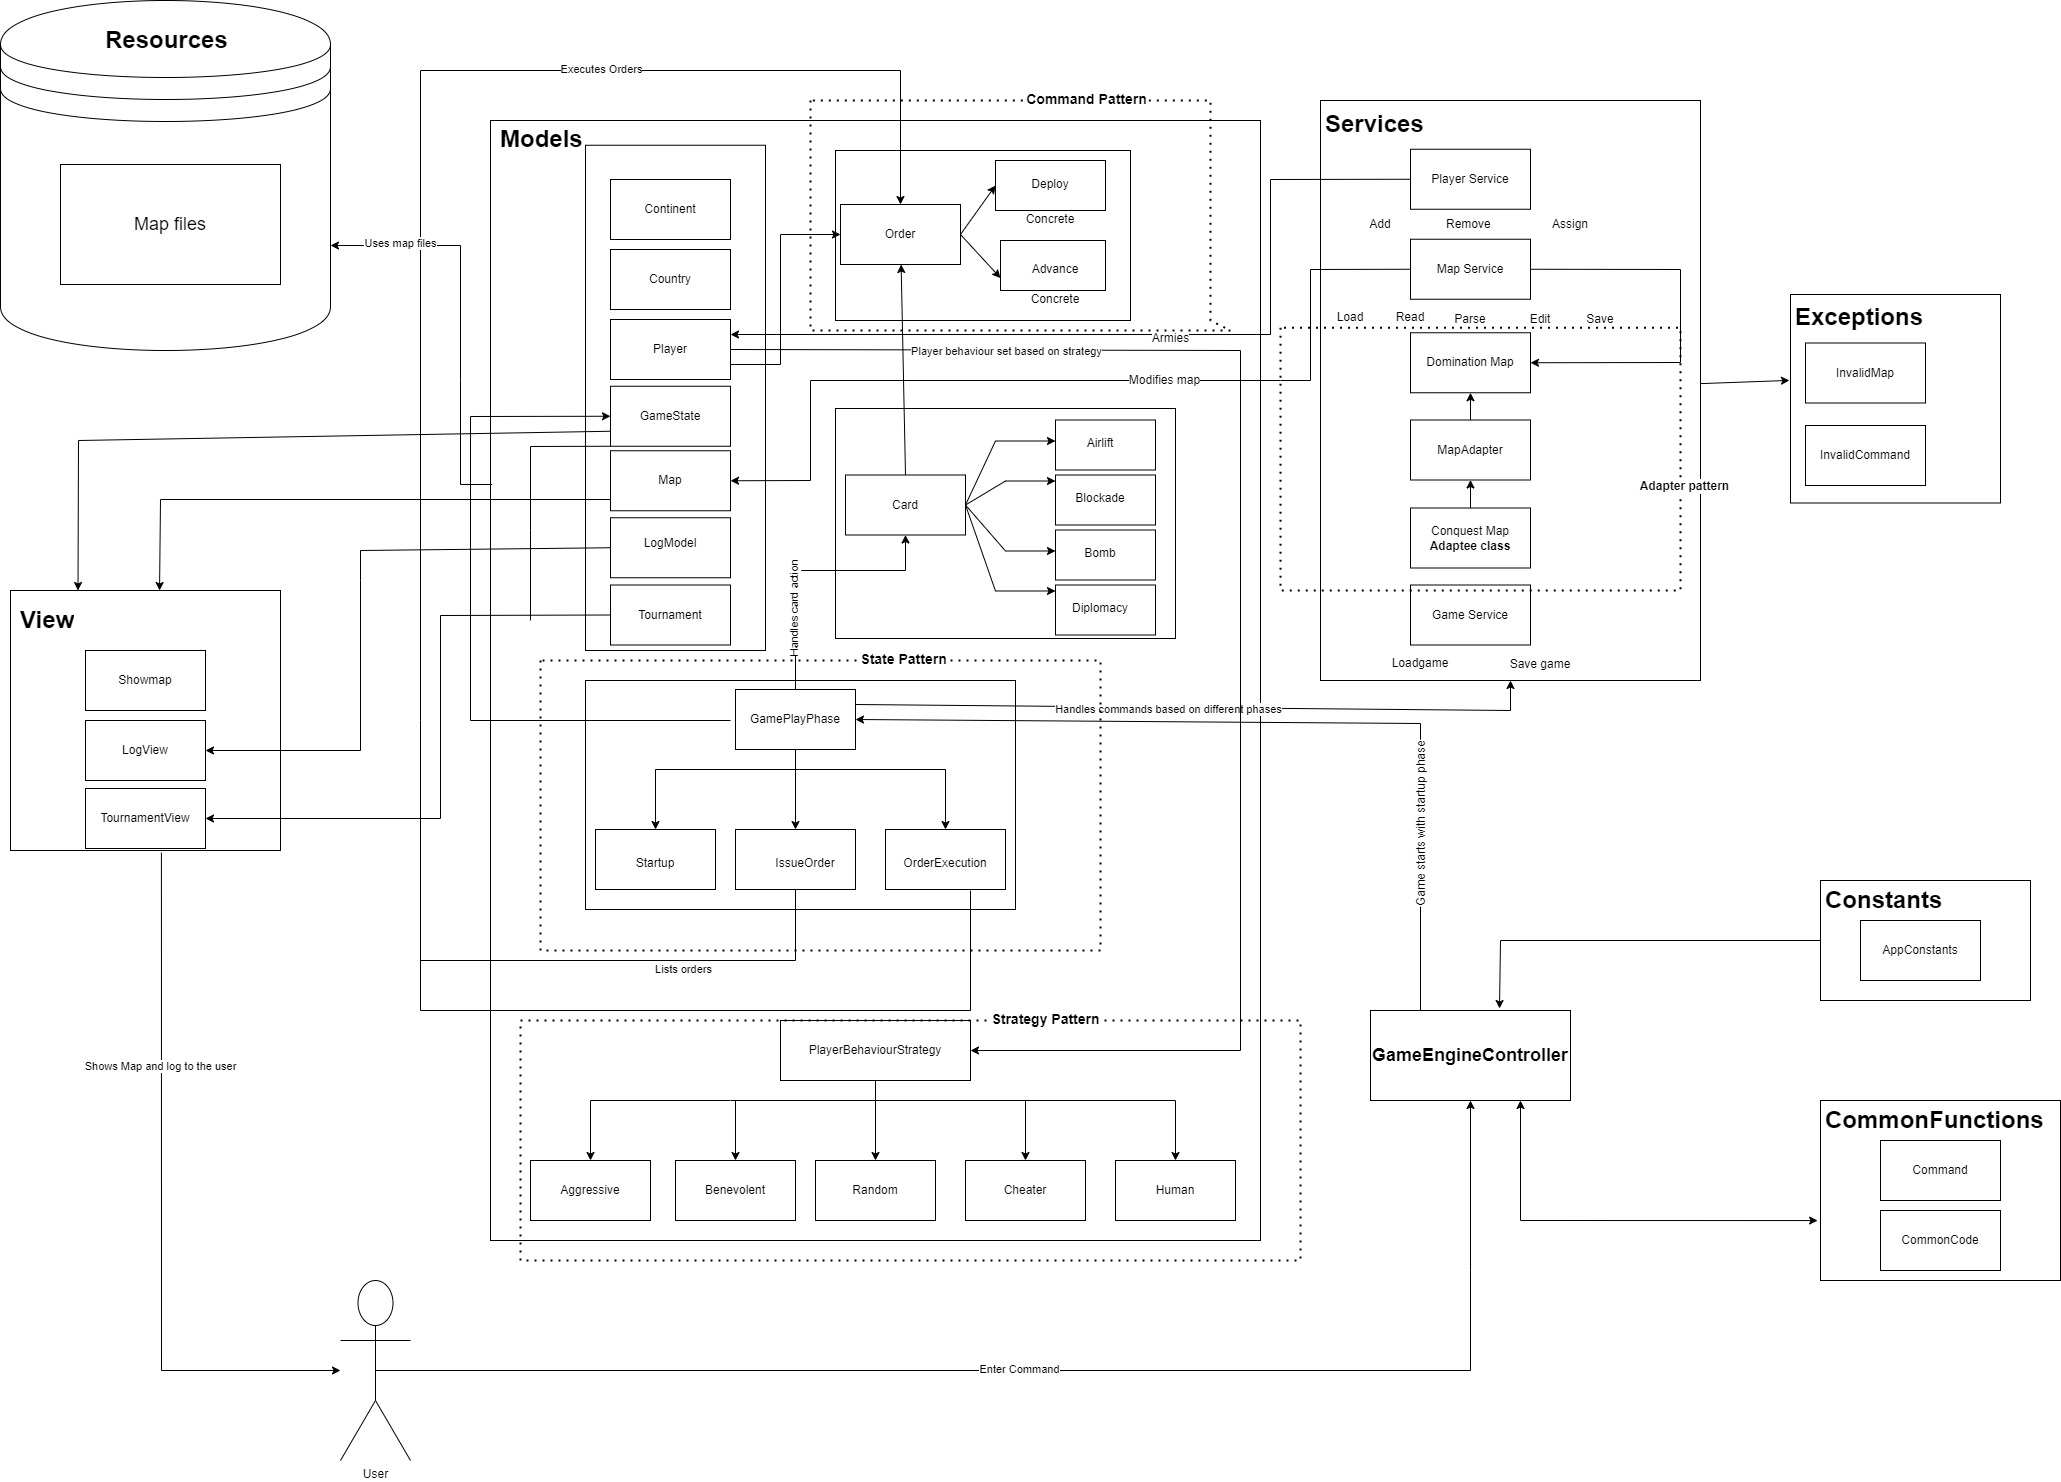 Resources
Map files
Executes Orders
Uses map files
Command Pattern
Models
Continent
Country
Player
GameState
Map
LogModel
Tournament
Order
Deploy
Concrete
Advance
Concrete
Armies
Player behaviour set based on strategy
Modifies map
Card
Airlift
Blockade
Bomb
Diplomacy
Handles card action
State Pattern
GamePlayPhase
Handles commands based on different phases
Startup
IssueOrder
OrderExecution
Lists orders
Strategy Pattern
PlayerBehaviourStrategy
Aggressive
Benevolent
Random
Cheater
Human
Services
Player Service
Add
Remove
Assign
Map Service
Load
Read
Parse
Edit
Save
Domination Map
MapAdapter
Adapter pattern
Conquest Map
Adaptee class
Game Service
Loadgame
Save game
Exceptions
InvalidMap
InvalidCommand
View
Showmap
LogView
TournamentView
Shows Map and log to the user
Game starts with startup phase
Constants
AppConstants
GameEngineController
CommonFunctions
Command
CommonCode
Enter Command
User